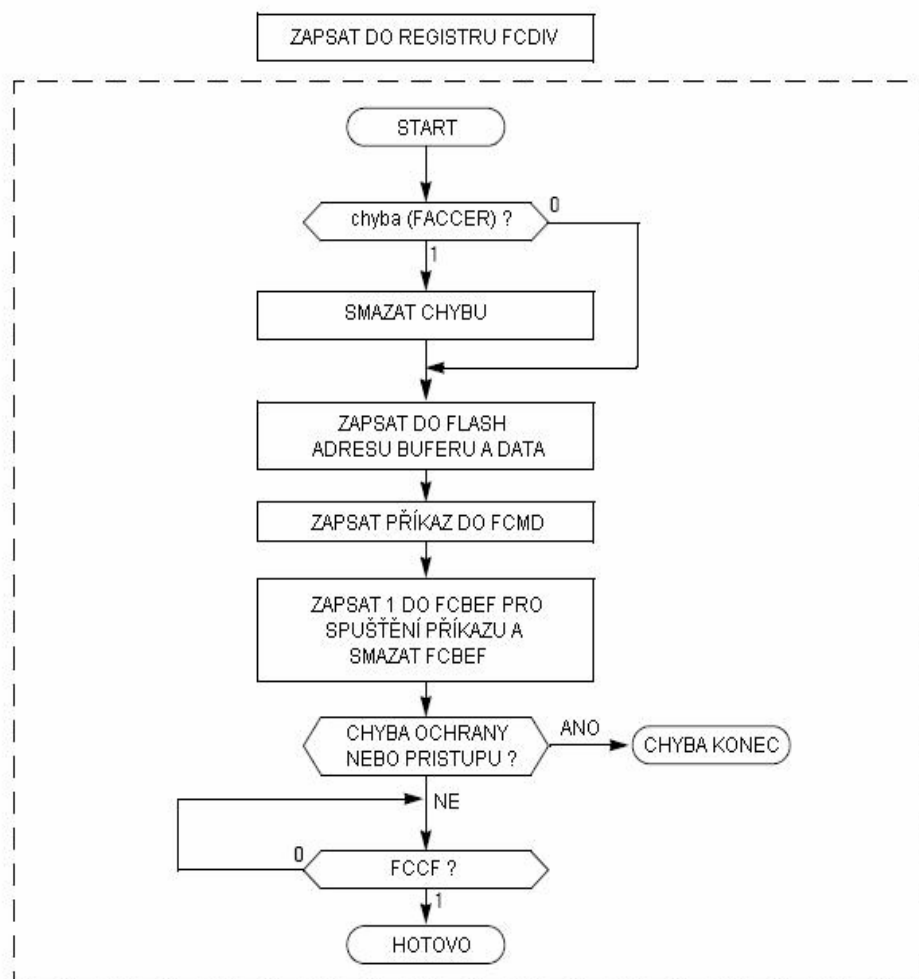 ZAPSAT DO REGISTRU FCDIV
START
chyba (FACCER) ?
0
1
SMAZAT CHYBU
ZAPSAT DO FLASH
ADRESU BUFERU A DATA
ZAPSAT PŘÍKAZ DO FCMD
ZAPSAT 1 DO FCBEF PRO
SPUŠŤĚNÍ PŘÍKAZU A
SMAZAT FCBEF
CHYBA OCHRANY
NEBO PRISTUPU ?
ANO
CHYBA KONEC
NE
0
FCCF ?
1
HOTOVO